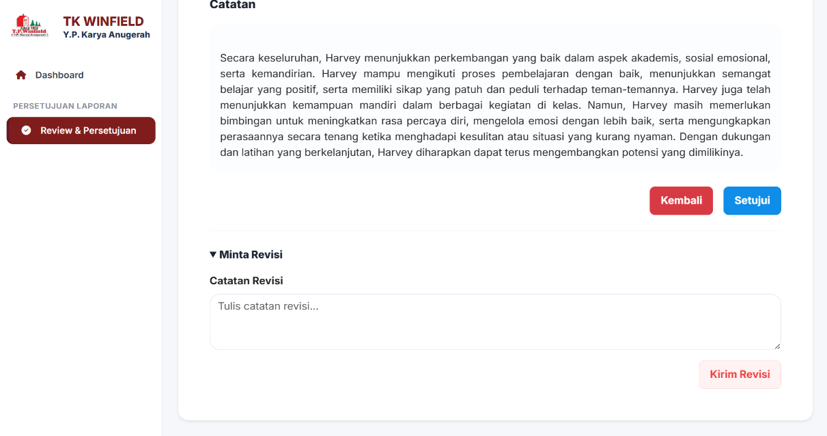 Catatan
T.P.Winfield
TK WINFIELD
Y.P. Karya Anugerah
Dashboard
PERSETUJUAN LAPORAN
Review & Persetujuan
Secara keseluruhan, Harvey menunjukkan perkembangan yang baik dalam aspek akademis, sosial emosional,
serta kemandirian. Harvey mampu mengikuti proses pembelajaran dengan baik, menunjukkan semangat
belajar yang positif, serta memiliki sikap yang patuh dan peduli terhadap teman-temannya. Harvey juga telah
menunjukkan kemampuan mandiri dalam berbagai kegiatan di kelas. Namun, Harvey masih memerlukan
bimbingan untuk meningkatkan rasa percaya diri, mengelola emosi dengan lebih baik, serta mengungkapkan
perasaannya secara tenang ketika menghadapi kesulitan atau situasi yang kurang nyaman. Dengan dukungan
dan latihan yang berkelanjutan, Harvey diharapkan dapat terus mengembangkan potensi yang dimilikinya.
Kembali
Setujui
Minta Revisi
Catatan Revisi
Tulis catatan revisi...
Kirim Revisi